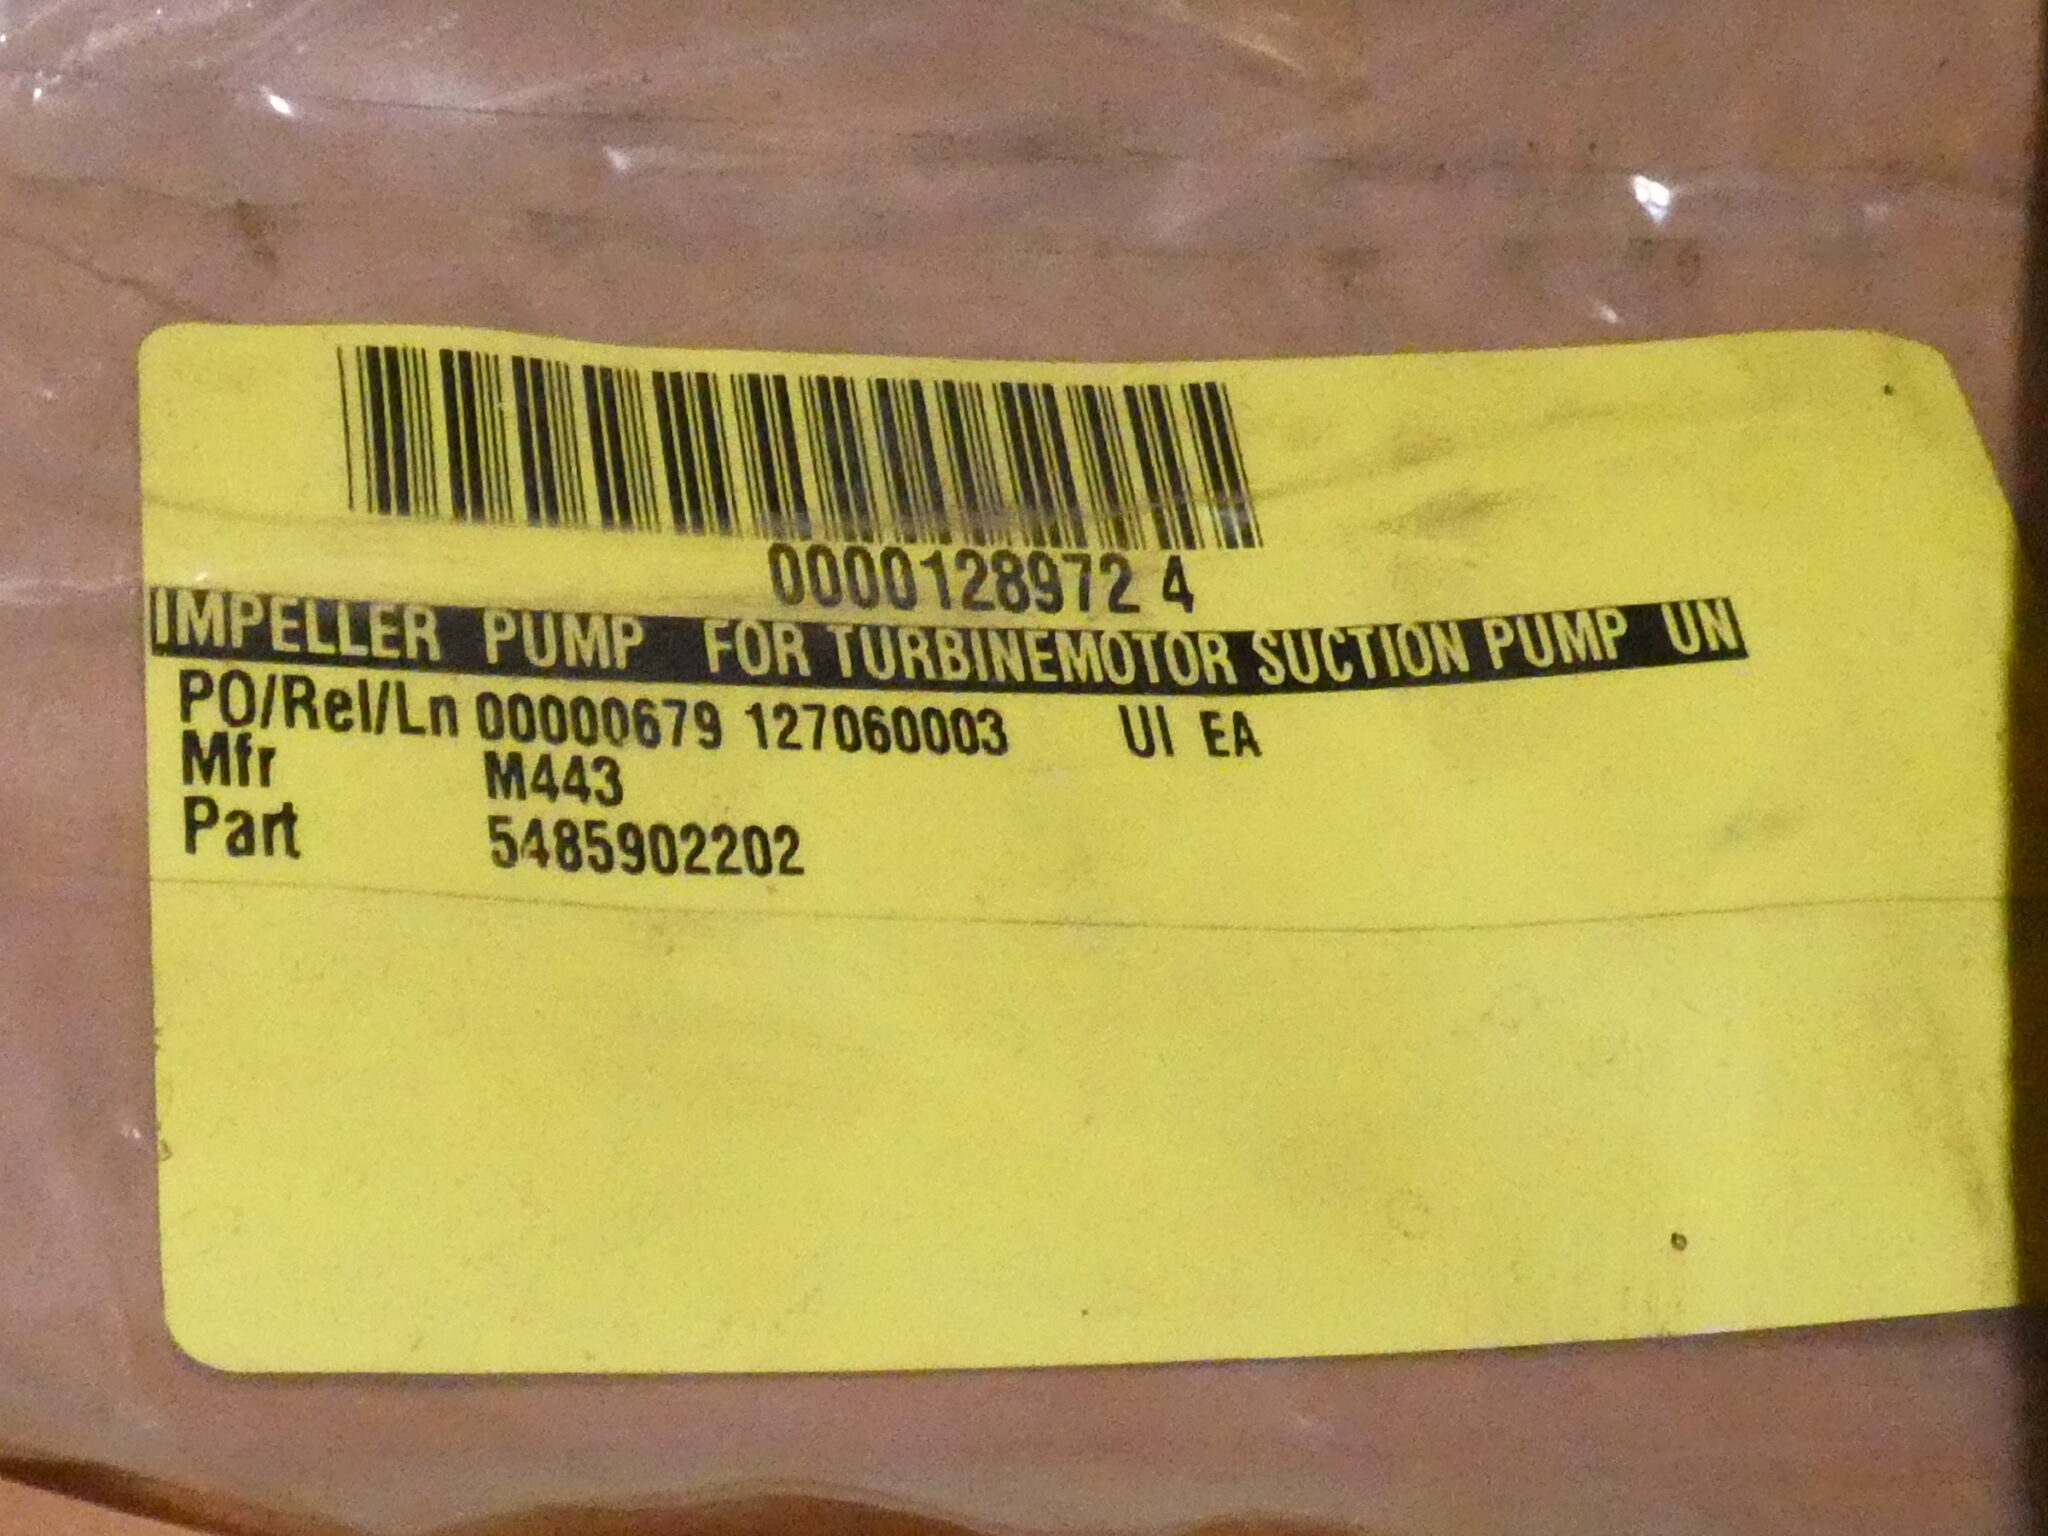 0000128972 4
IMPELLER PUMP FOR TURBINEMOTOR SUCTION PUMP UN
PO/Rel/Ln 00000679 127060003 UI EA
Mfr M443
Part 5485902202